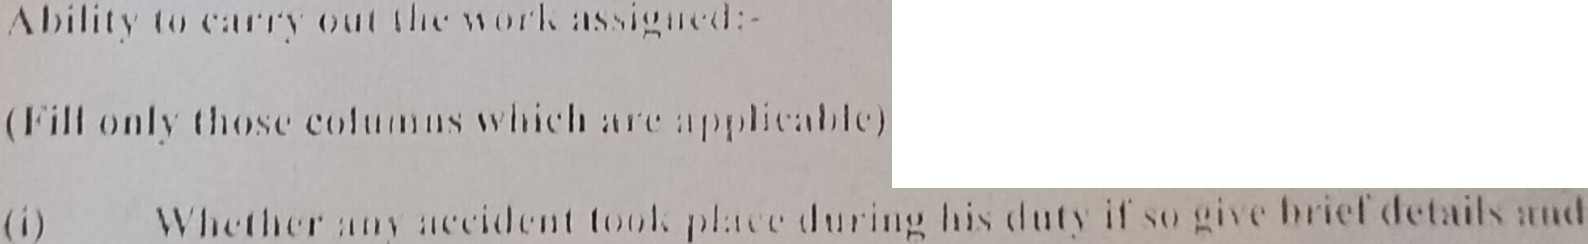 Ability to carry out the work assigned:-
(Fill only those columns which are applicable)
(i) Whether any accident took place during his duty if so give brief details and